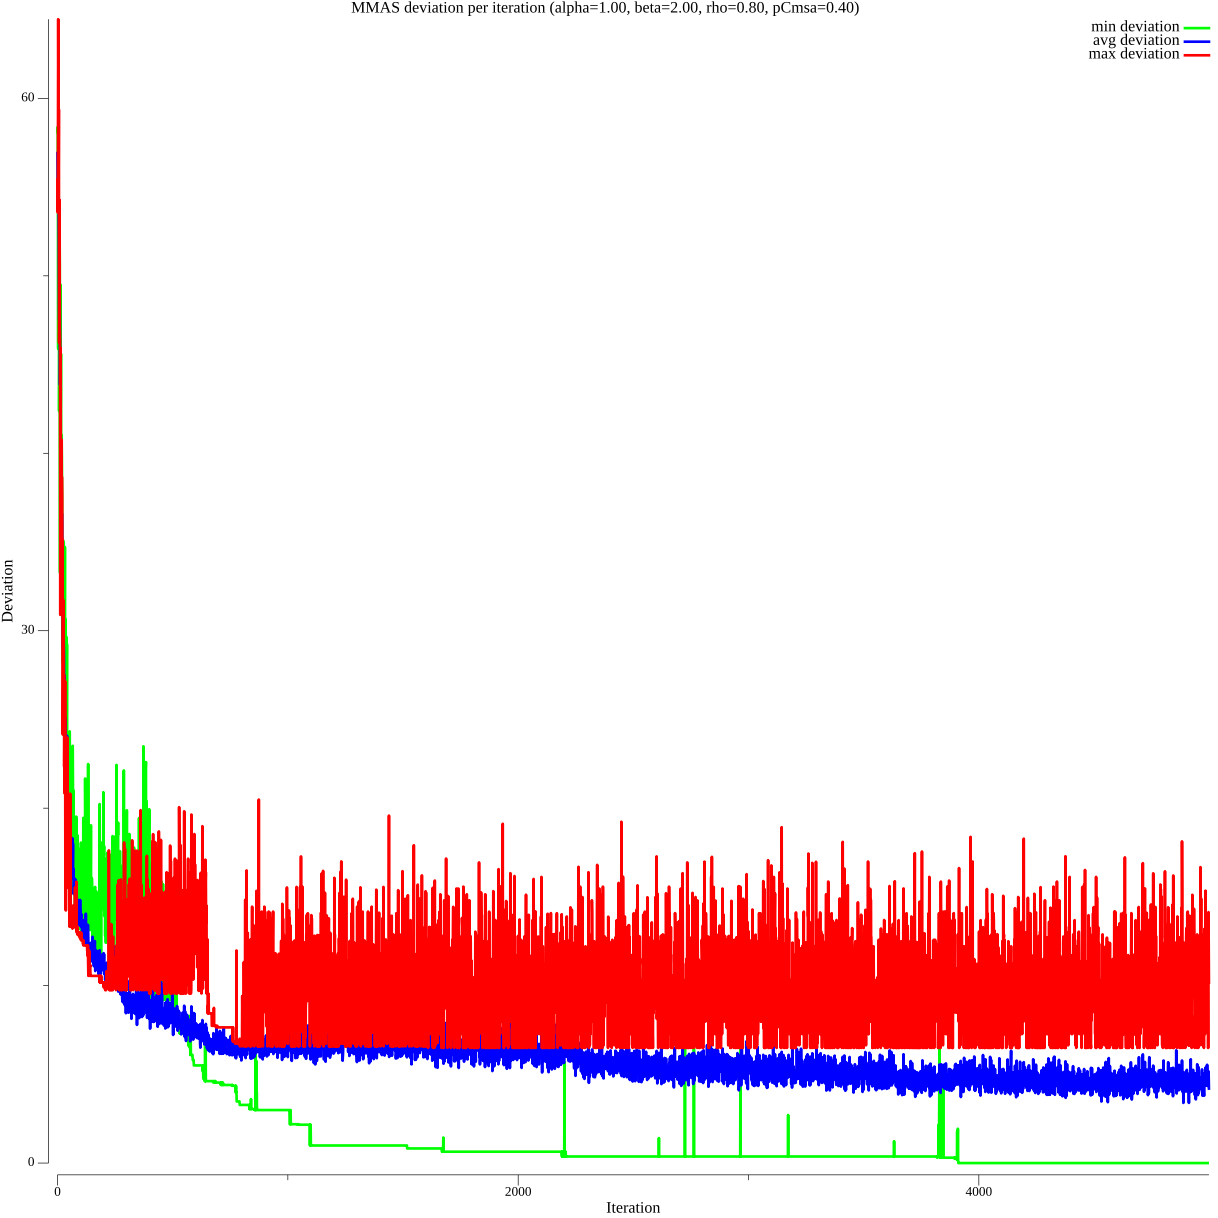 MMAS deviation per iteration (alpha=1.00, beta=2.00, rho=0.80, pCmsa=0.40)
min deviation
avg deviation
max deviation
60
30
0
Deviation
0
2000
4000
Iteration